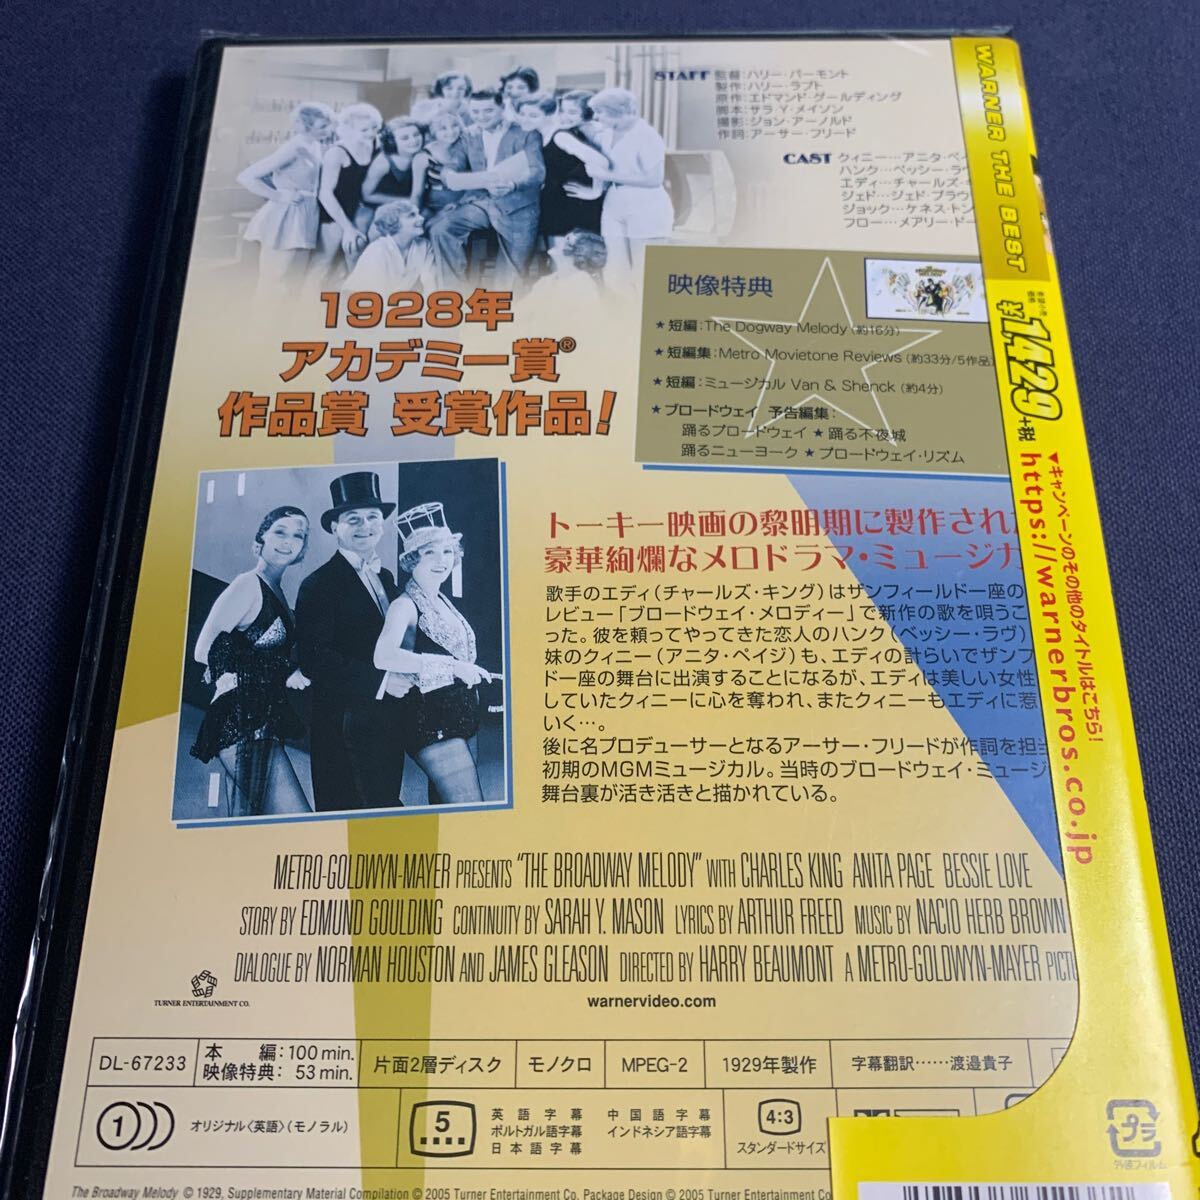 STAFF 監督：ハリー・バーモント
製作：ハリー・ラプト
原作：エドマンド・グールディング
脚本：サラ・Y・メイソン
撮影：ジョン・アーノルド
作詞：アーサー・フリード
CAST クィニー…アニタ・ペイ
ハンク…ベッシー・ラヴ
エディ…チャールズ・キ
ジェド…ジェド・プラウ
ジョック…ケネス・トン
フロー…メアリー・ドー
1928年
アカデミー賞®
作品賞 受賞作品!
映像特典
★短編：The Dogway Melody (約16分)
★短編集：Metro Movietone Reviews (約33分/5作品)
★短編：ミュージカル Van & Shenck (約4分)
★ブロードウェイ 予告編集：
踊るブロードウェイ ★ 踊る不夜城
踊るニューヨーク ★ ブロードウェイ・リズム
トーキー映画の黎明期に製作された
豪華絢爛なメロドラマ・ミュージカ
歌手のエディ（チャールズ・キング）はザンフィールド一座の
レビュー「ブロードウェイ・メロディー」で新作の歌を唄うこ
った。彼を頼ってやってきた恋人のハンク（ベッシー・ラヴ）
妹のクィニー（アニタ・ペイジ）も、エディの計らいでザンフ
ド一座の舞台に出演することになるが、エディは美しい女性
していたクィニーに心を奪われ、またクィニーもエディに惹
いく…。
後に名プロデューサーとなるアーサー・フリードが作詞を担当
初期のMGMミュージカル。当時のブロードウェイ・ミュージ
舞台裏が活き活きと描かれている。
METRO-GOLDWYN-MAYER PRESENTS "THE BROADWAY MELODY" WITH CHARLES KING ANITA PAGE BESSIE LOVE
STORY BY EDMUND GOULDING CONTINUITY BY SARAH Y. MASON LYRICS BY ARTHUR FREED MUSIC BY NACIO HERB BROWN
DIALOGUE BY NORMAN HOUSTON AND JAMES GLEASON DIRECTED BY HARRY BEAUMONT A METRO-GOLDWYN-MAYER PICTU
TURNER ENTERTAINMENT CO.
warnervideo.com
DL-67233 本 編：100 min. 片面2層ディスク モノクロ MPEG-2 1929年製作 字幕翻訳……渡邉貴子
映像特典： 53 min.
1 オリジナル〈英語〉（モノラル）
5 英語字幕 中国語字幕
ポルトガル語字幕 インドネシア語字幕
日本語字幕
4:3
スタンダードサイズ
The Broadway Melody © 1929, Supplementary Material Compilation © 2005 Turner Entertainment Co. Package Design © 2005 Turner Entertainment Co.
WARNER THE BEST
¥1,429+税
▼キャンペーンのその他のタイトルはこちら！
https://warnerbros.co.jp
プラ
外装フィルム